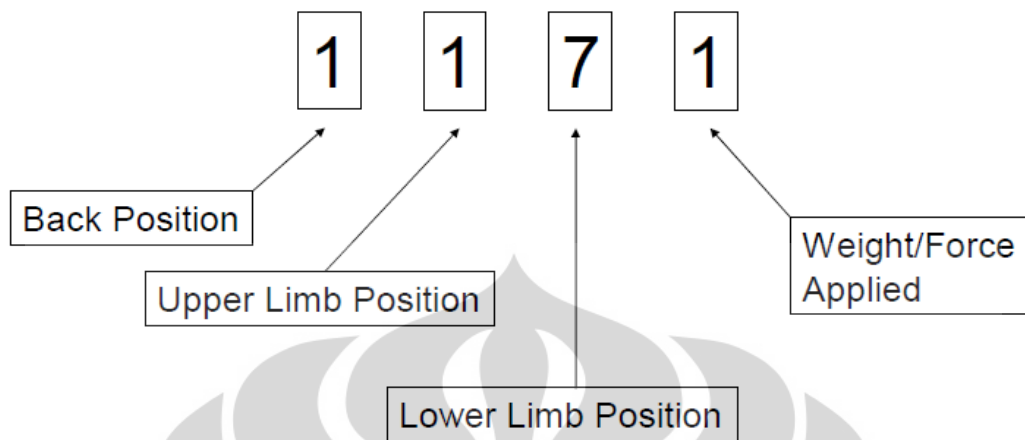 1 1 7 1
Back Position
Upper Limb Position
Weight/Force
Applied
Lower Limb Position